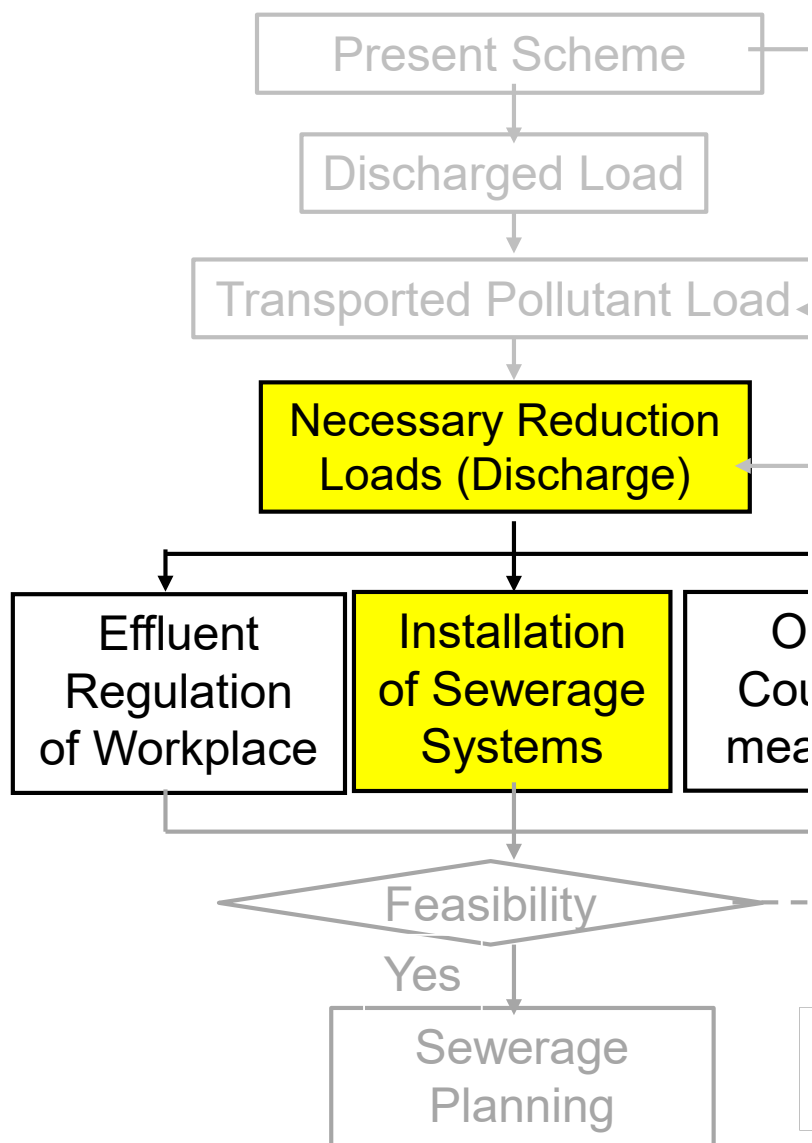 Present Scheme
Discharged Load
Transported Pollutant Load
Necessary Reduction
Loads (Discharge)
Effluent
Regulation
of Workplace
Installation
of Sewerage
Systems
Feasibility
Yes
Sewerage
Planning